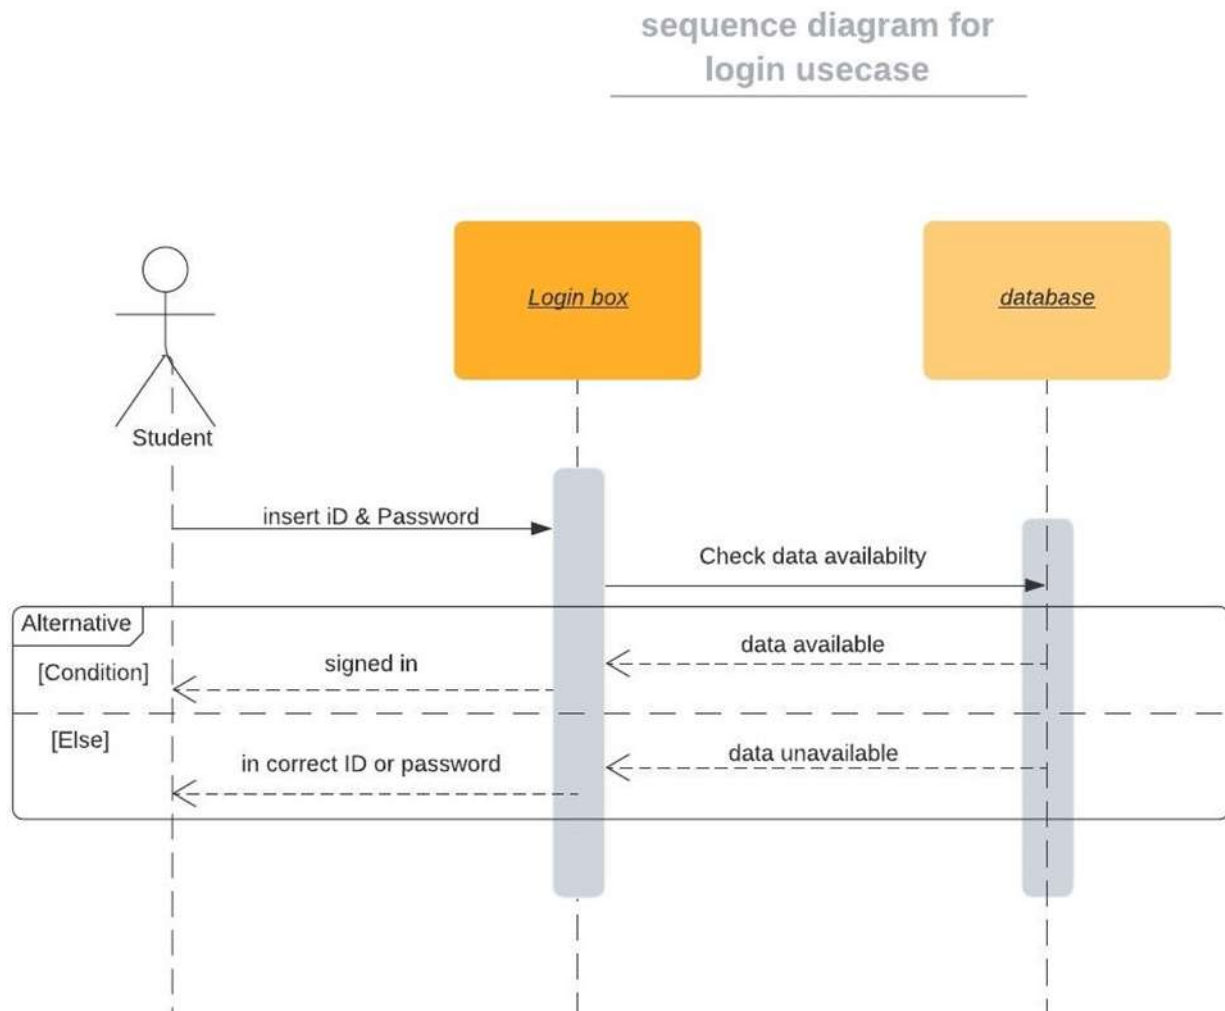 sequence diagram for
login usecase
Login box
database
Student
insert iD & Password
Check data availabilty
Alternative
data available
[Condition]
signed in
[Else]
data unavailable
in correct ID or password